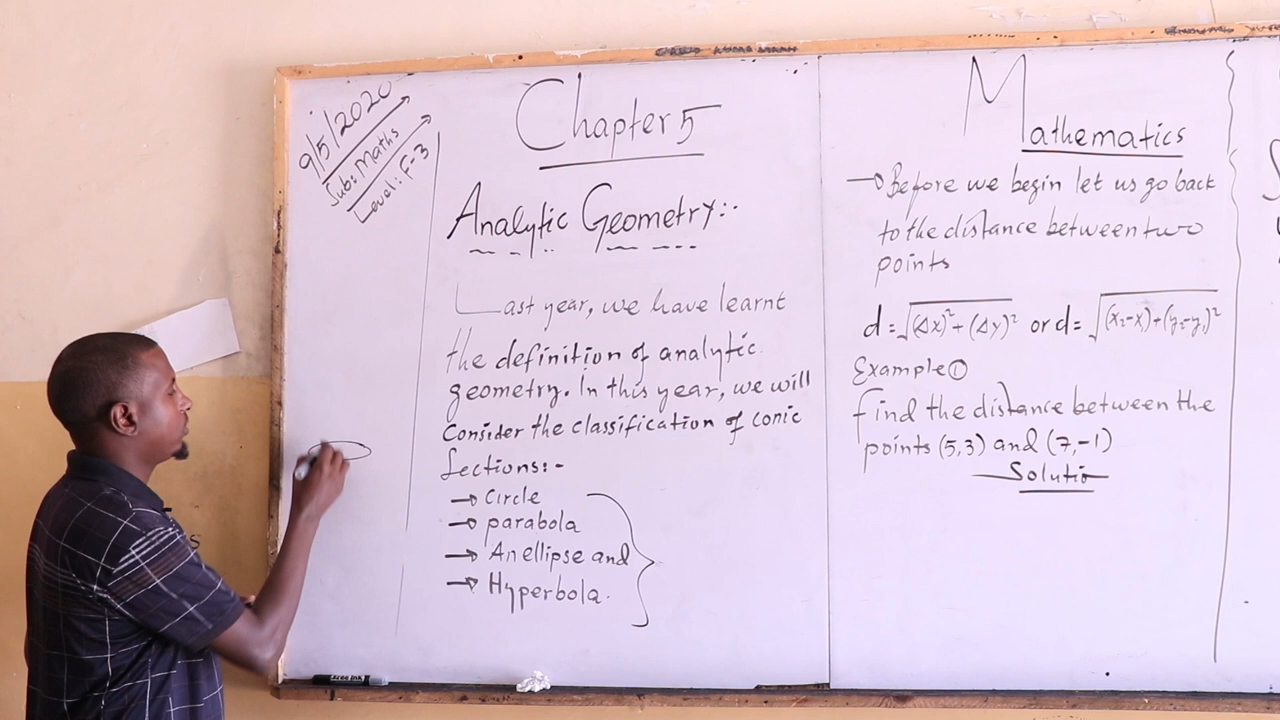 9/5/2020
Sub: Maths
Level: F-3
Chapter 5
Analytic Geometry:-
Last year, we have learnt
the definition of analytic
geometry. In this year, we will
Consider the classification of conic
Sections:-
→ Circle
→ parabola
→ An ellipse and
→ Hyperbola.
Mathematics
→ Before we begin let us go back
to the distance between two
points
d = √(Δx)² + (Δy)² or d = √(x₂-x)+(y₂-y₁)²
Example ①
find the distance between the
points (5,3) and (7,-1)
Solutio